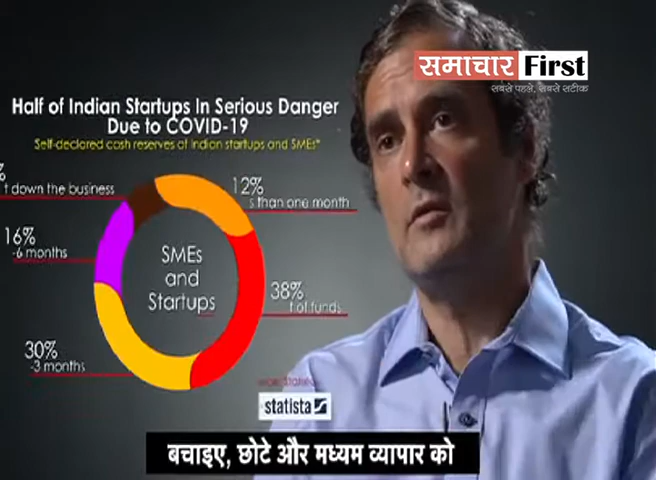 समाचार First
सबसे पहले, सबसे सटीक
Half of Indian Startups In Serious Danger
Due to COVID-19
Self-declared cash reserves of Indian startups and SMEs*
%
t down the business
12%
s than one month
16%
-6 months
SMEs
and
Startups
38%
t of funds
30%
-3 months
statista
बचाइए, छोटे और मध्यम व्यापार को